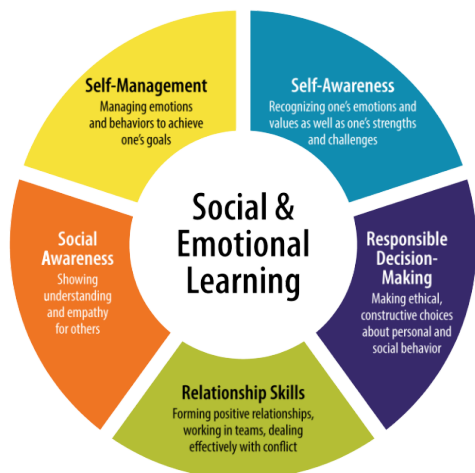 Self-Management
Managing emotions
and behaviors to achieve
one's goals
Self-Awareness
Recognizing one's emotions and
values as well as one's strengths
and challenges
Social &
Emotional
Learning
Social
Awareness
Showing
understanding
and empathy
for others
Responsible
Decision-
Making
Making ethical,
constructive choices
about personal and
social behavior
Relationship Skills
Forming positive relationships,
working in teams, dealing
effectively with conflict